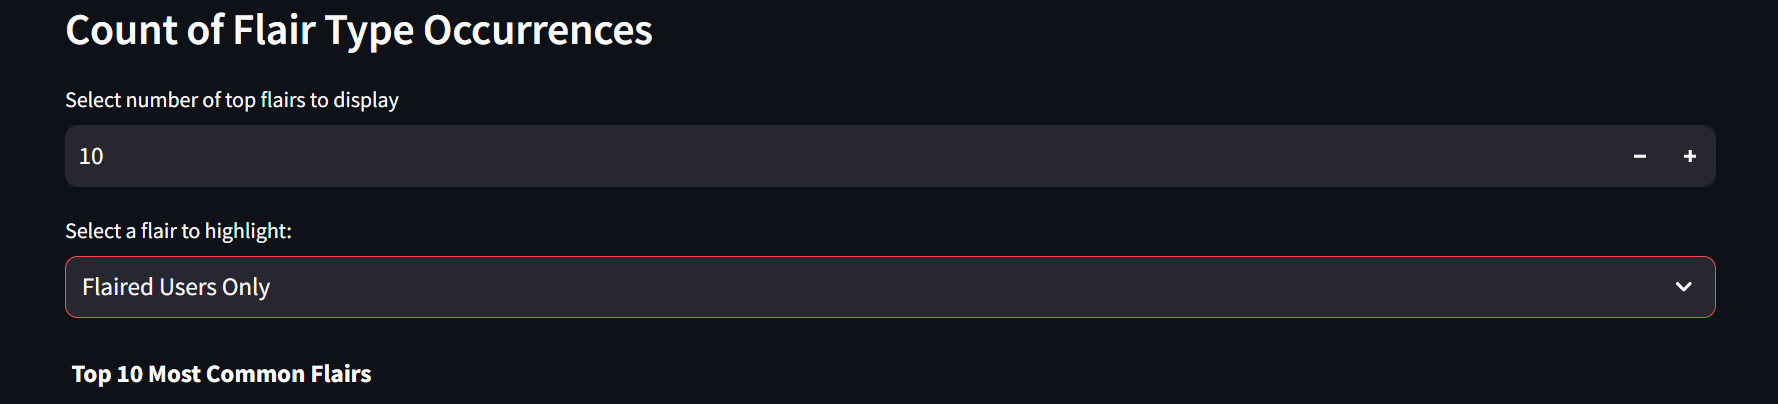 Count of Flair Type Occurrences
Select number of top flairs to display
10
Select a flair to highlight:
Flaired Users Only
Top 10 Most Common Flairs